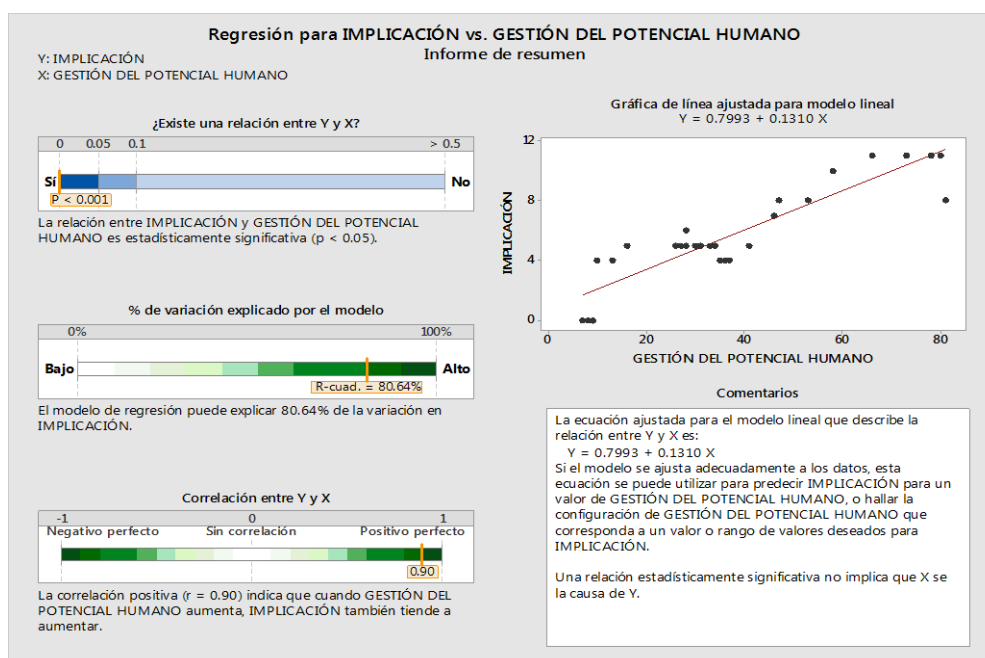 Regresión para IMPLICACIÓN vs. GESTIÓN DEL POTENCIAL HUMANO
Informe de resumen
Y: IMPLICACIÓN
X: GESTIÓN DEL POTENCIAL HUMANO
¿Existe una relación entre Y y X?
0 0.05 0.1 > 0.5
Sí No
P < 0.001
La relación entre IMPLICACIÓN y GESTIÓN DEL POTENCIAL
HUMANO es estadísticamente significativa (p < 0.05).
% de variación explicado por el modelo
0% 100%
Bajo Alto
R-cuad. = 80.64%
El modelo de regresión puede explicar 80.64% de la variación en
IMPLICACIÓN.
Correlación entre Y y X
-1 0 1
Negativo perfecto Sin correlación Positivo perfecto
0.90
La correlación positiva (r = 0.90) indica que cuando GESTIÓN DEL
POTENCIAL HUMANO aumenta, IMPLICACIÓN también tiende a
aumentar.
Gráfica de línea ajustada para modelo lineal
Y = 0.7993 + 0.1310 X
12
8
4
0
IMPLICACIÓN
0 20 40 60 80
GESTIÓN DEL POTENCIAL HUMANO
Comentarios
La ecuación ajustada para el modelo lineal que describe la
relación entre Y y X es:
Y = 0.7993 + 0.1310 X
Si el modelo se ajusta adecuadamente a los datos, esta
ecuación se puede utilizar para predecir IMPLICACIÓN para un
valor de GESTIÓN DEL POTENCIAL HUMANO, o hallar la
configuración de GESTIÓN DEL POTENCIAL HUMANO que
corresponda a un valor o rango de valores deseados para
IMPLICACIÓN.
Una relación estadísticamente significativa no implica que X se
la causa de Y.